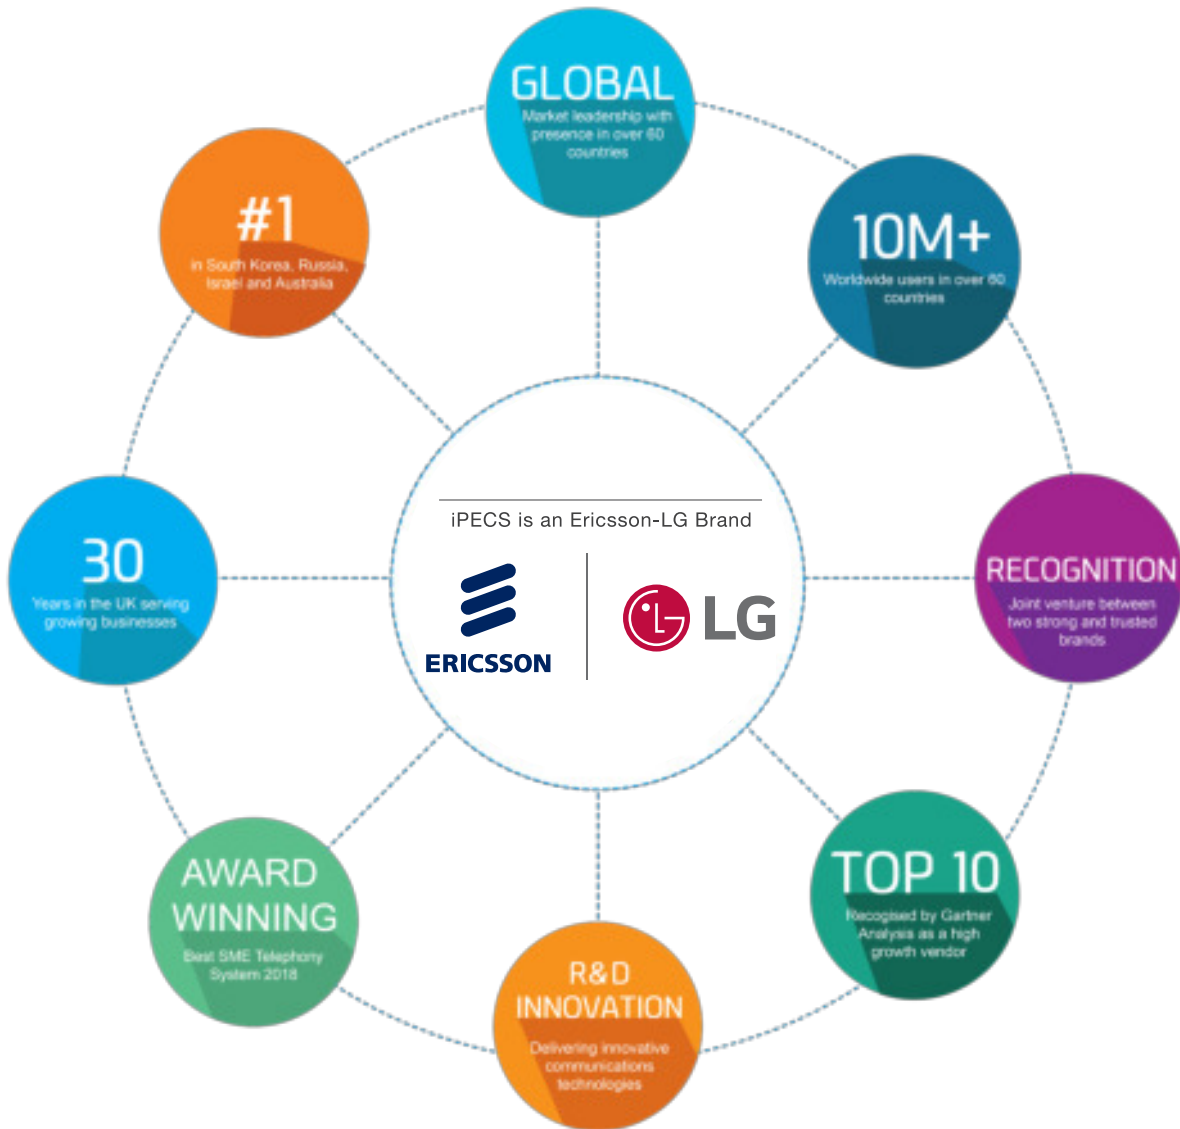 GLOBAL
Market leadership with
presence in over 60
countries
10M+
Worldwide users in over 60
countries
RECOGNITION
Joint venture between
two strong and trusted
brands
TOP 10
Recogised by Gartner
Analysis as a high
growth vendor
R&D
INNOVATION
Delivering innovative
communications
technologies
AWARD
WINNING
Best SME Telephony
System 2018
30
Years in the UK serving
growing businesses
#1
in South Korea, Russia,
Israel and Australia
iPECS is an Ericsson-LG Brand
ERICSSON
LG